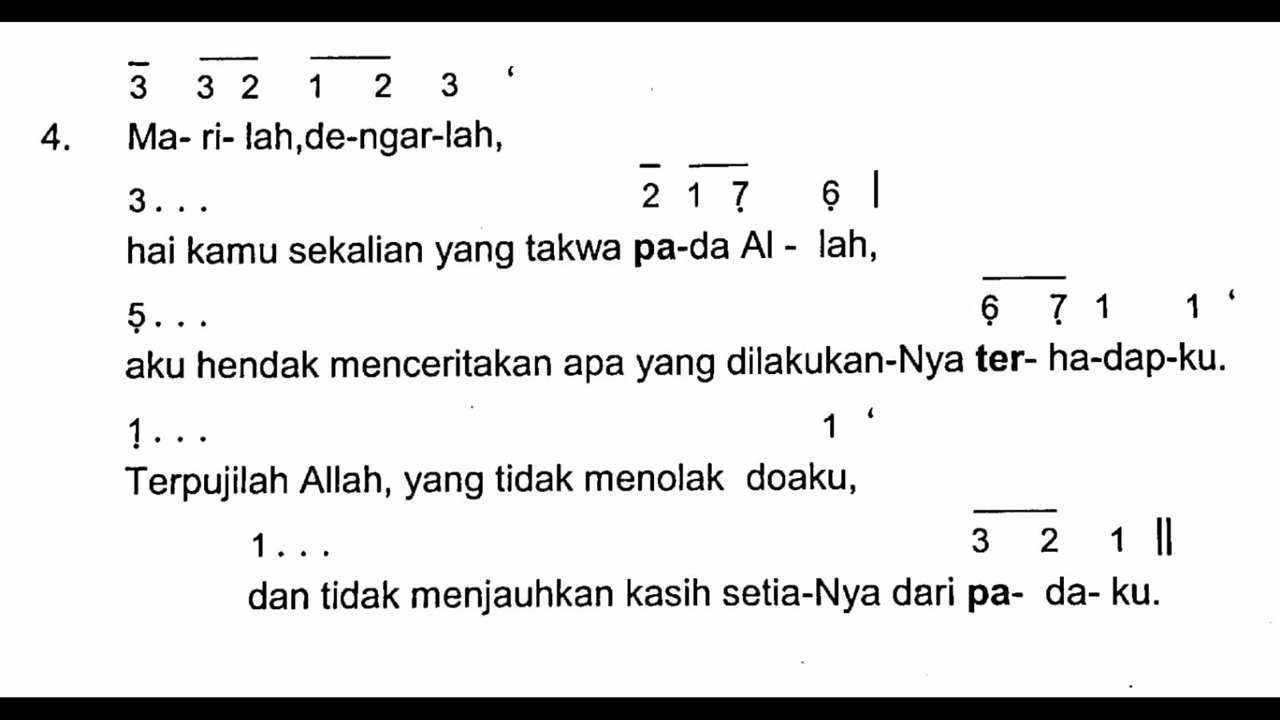 3 3 2 1 2 3 ‘
4. Ma- ri- lah,de-ngar-lah,
3 . . . 2 1 7̣ 6̣ |
hai kamu sekalian yang takwa pa-da Al - lah,
5̣ . . . 6̣ 7̣ 1 1 ‘
aku hendak menceritakan apa yang dilakukan-Nya ter- ha-dap-ku.
1̣ . . . 1 ‘
Terpujilah Allah, yang tidak menolak doaku,
1 . . . 3 2 1 ||
dan tidak menjauhkan kasih setia-Nya dari pa- da- ku.